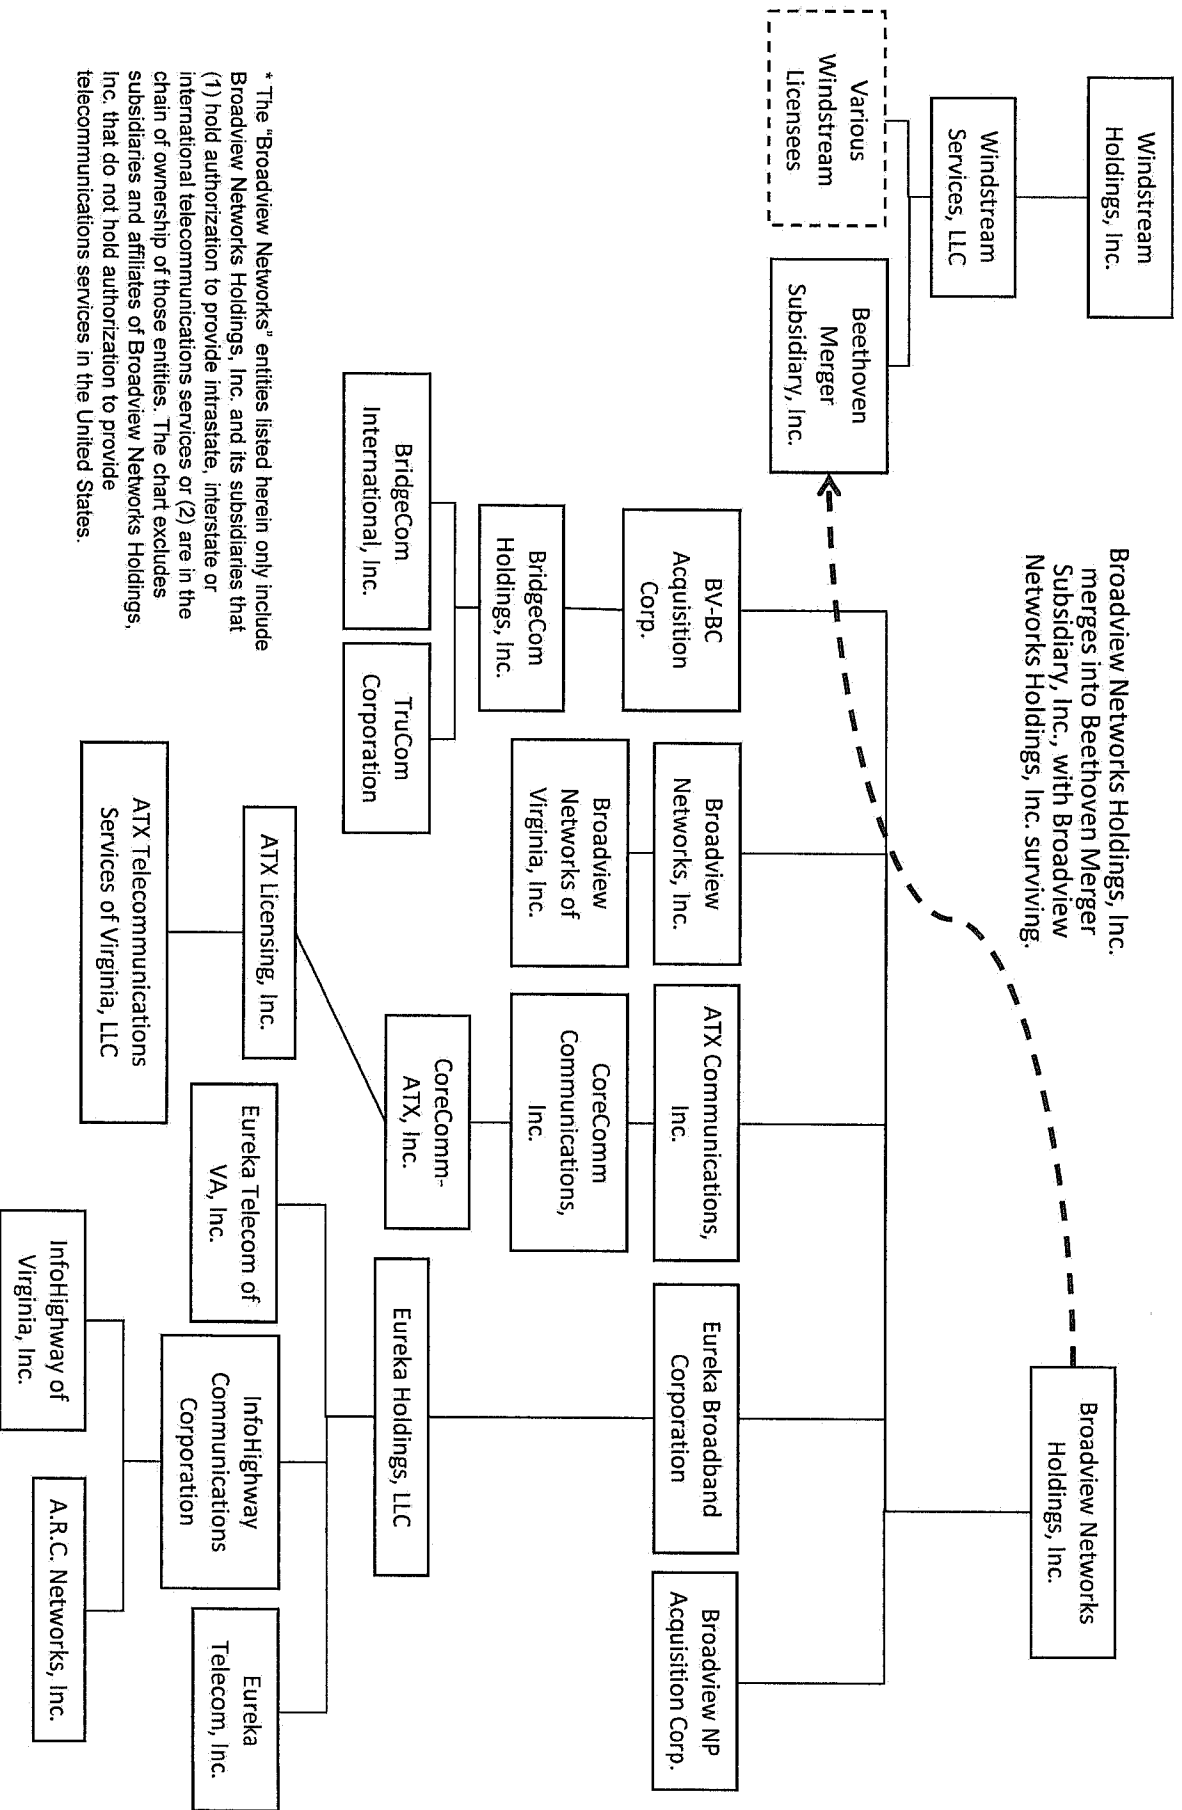 Windstream
Holdings, Inc.
Windstream
Services, LLC
Various
Windstream
Licensees
Beethoven
Merger
Subsidiary, Inc.
Broadview Networks Holdings, Inc.
merges into Beethoven Merger
Subsidiary, Inc., with Broadview
Networks Holdings, Inc. surviving.
Broadview Networks
Holdings, Inc.
BV-BC
Acquisition
Corp.
Broadview
Networks, Inc.
ATX Communications,
Inc.
Eureka Broadband
Corporation
Broadview NP
Acquisition Corp.
BridgeCom
Holdings, Inc.
Broadview
Networks of
Virginia, Inc.
CoreComm
Communications,
Inc.
BridgeCom
International, Inc.
TruCom
Corporation
CoreComm-
ATX, Inc.
Eureka Holdings, LLC
ATX Licensing, Inc.
Eureka Telecom of
VA, Inc.
InfoHighway
Communications
Corporation
Eureka
Telecom, Inc.
ATX Telecommunications
Services of Virginia, LLC
InfoHighway of
Virginia, Inc.
A.R.C. Networks, Inc.
* The "Broadview Networks" entities listed herein only include
Broadview Networks Holdings, Inc. and its subsidiaries that
(1) hold authorization to provide intrastate, interstate or
international telecommunications services or (2) are in the
chain of ownership of those entities. The chart excludes
subsidiaries and affiliates of Broadview Networks Holdings,
Inc. that do not hold authorization to provide
telecommunications services in the United States.